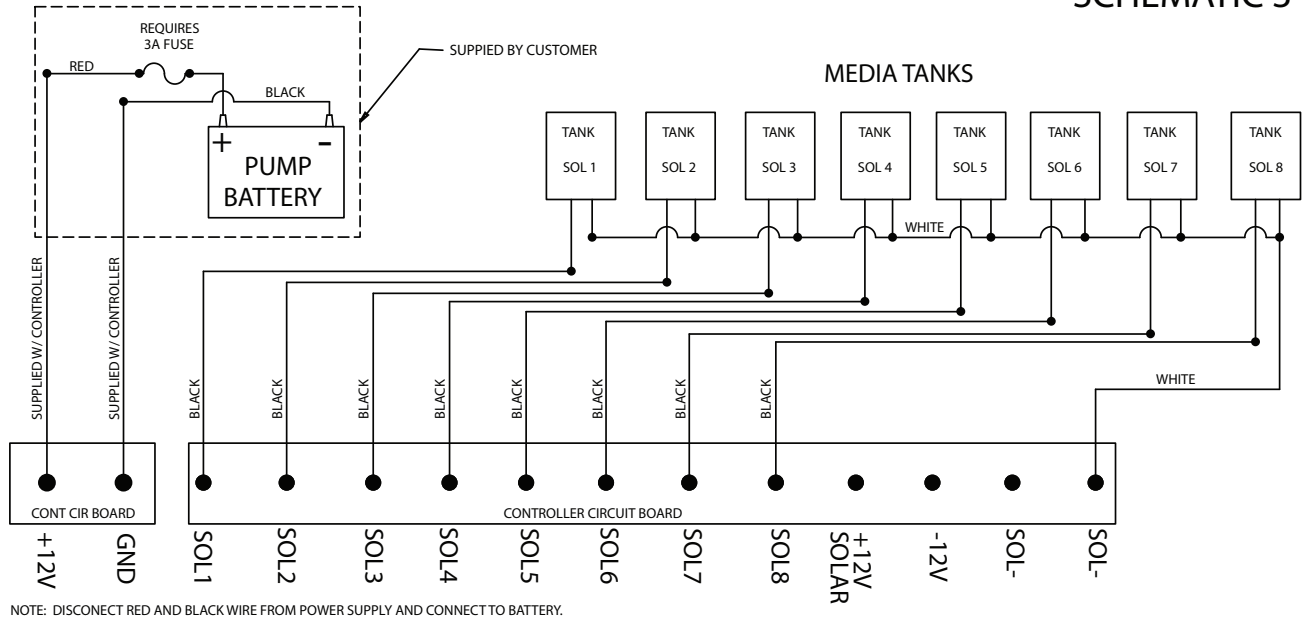 SCHEMATIC 3
REQUIRES
3A FUSE
RED
SUPPIED BY CUSTOMER
BLACK
MEDIA TANKS
+ -
PUMP
BATTERY
TANK
SOL 1
TANK
SOL 2
TANK
SOL 3
TANK
SOL 4
TANK
SOL 5
TANK
SOL 6
TANK
SOL 7
TANK
SOL 8
WHITE
SUPPLIED W/ CONTROLLER
SUPPLIED W/ CONTROLLER
BLACK
BLACK
BLACK
BLACK
BLACK
BLACK
BLACK
BLACK
WHITE
CONT CIR BOARD
CONTROLLER CIRCUIT BOARD
+12V
GND
SOL1
SOL2
SOL3
SOL4
SOL5
SOL6
SOL7
SOL8
+12V
SOLAR
-12V
SOL-
SOL-
NOTE: DISCONECT RED AND BLACK WIRE FROM POWER SUPPLY AND CONNECT TO BATTERY.